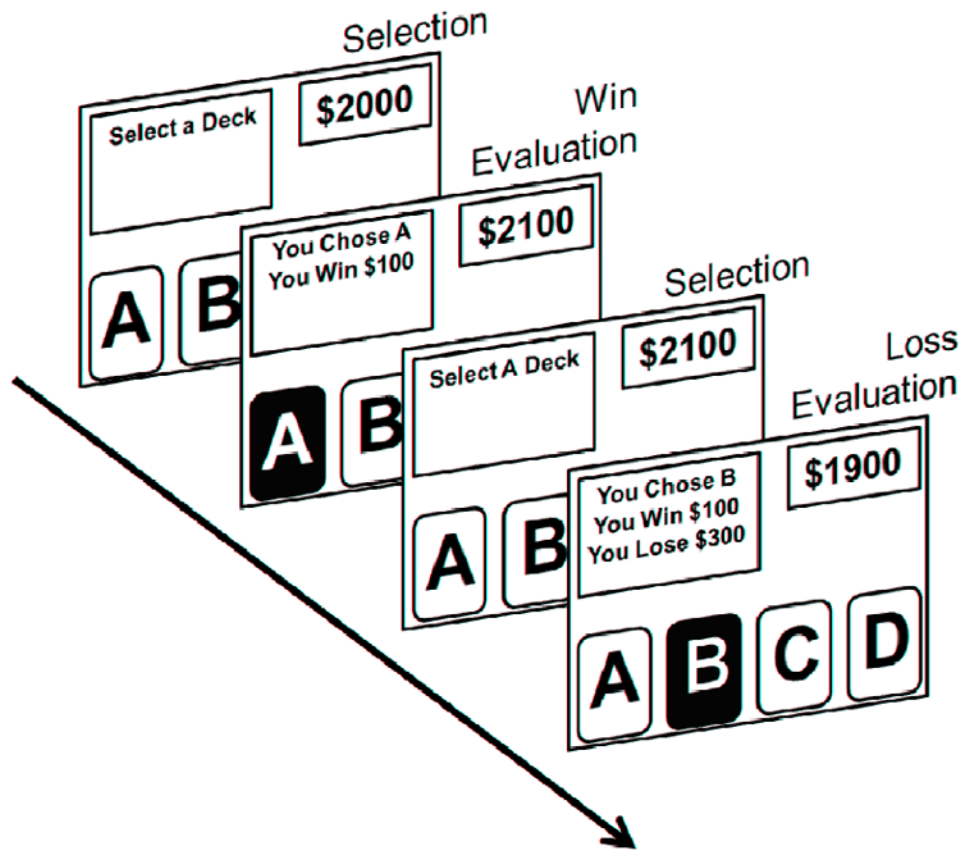 Selection
Select a Deck
$2000
A B
Win
Evaluation
You Chose A
You Win $100
$2100
A B
Selection
Select A Deck
$2100
A B
Loss
Evaluation
You Chose B
You Win $100
You Lose $300
$1900
A B C D